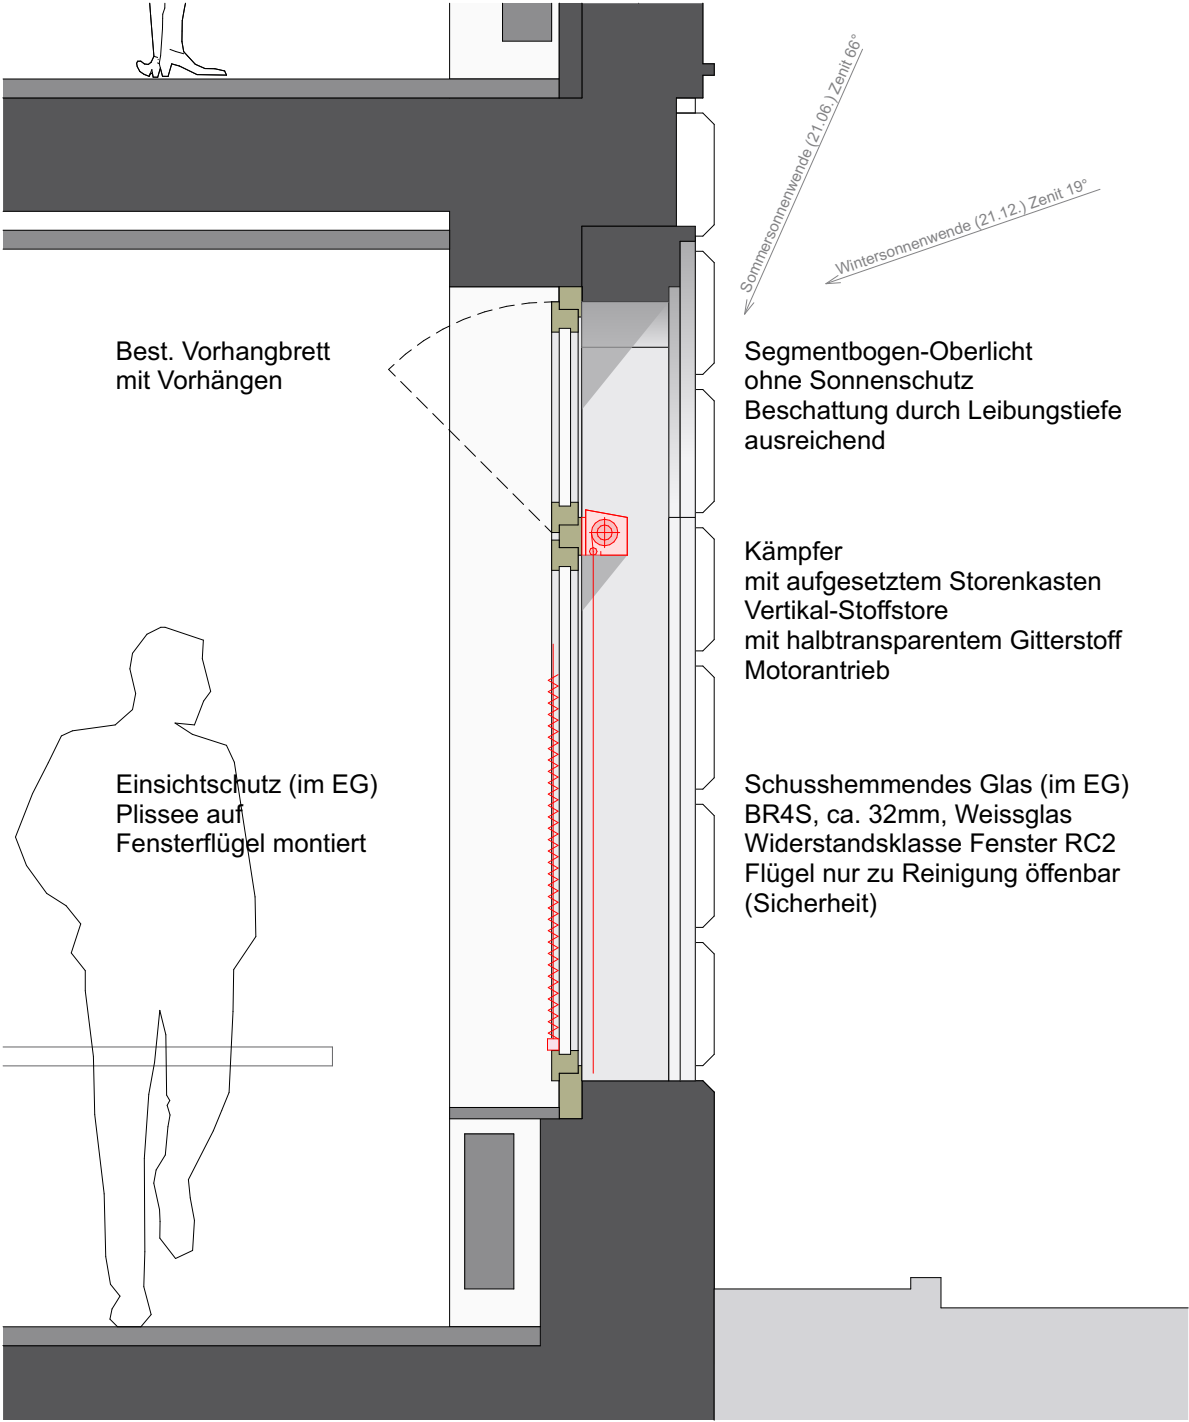 Sommersonnenwende (21.06.) Zenit 66°
Wintersonnenwende (21.12.) Zenit 19°
Best. Vorhangbrett
mit Vorhängen
Segmentbogen-Oberlicht
ohne Sonnenschutz
Beschattung durch Leibungstiefe
ausreichend
Kämpfer
mit aufgesetztem Storenkasten
Vertikal-Stoffstore
mit halbtransparentem Gitterstoff
Motorantrieb
Einsichtschutz (im EG)
Plissee auf
Fensterflügel montiert
Schusshemmendes Glas (im EG)
BR4S, ca. 32mm, Weissglas
Widerstandsklasse Fenster RC2
Flügel nur zu Reinigung öffenbar
(Sicherheit)